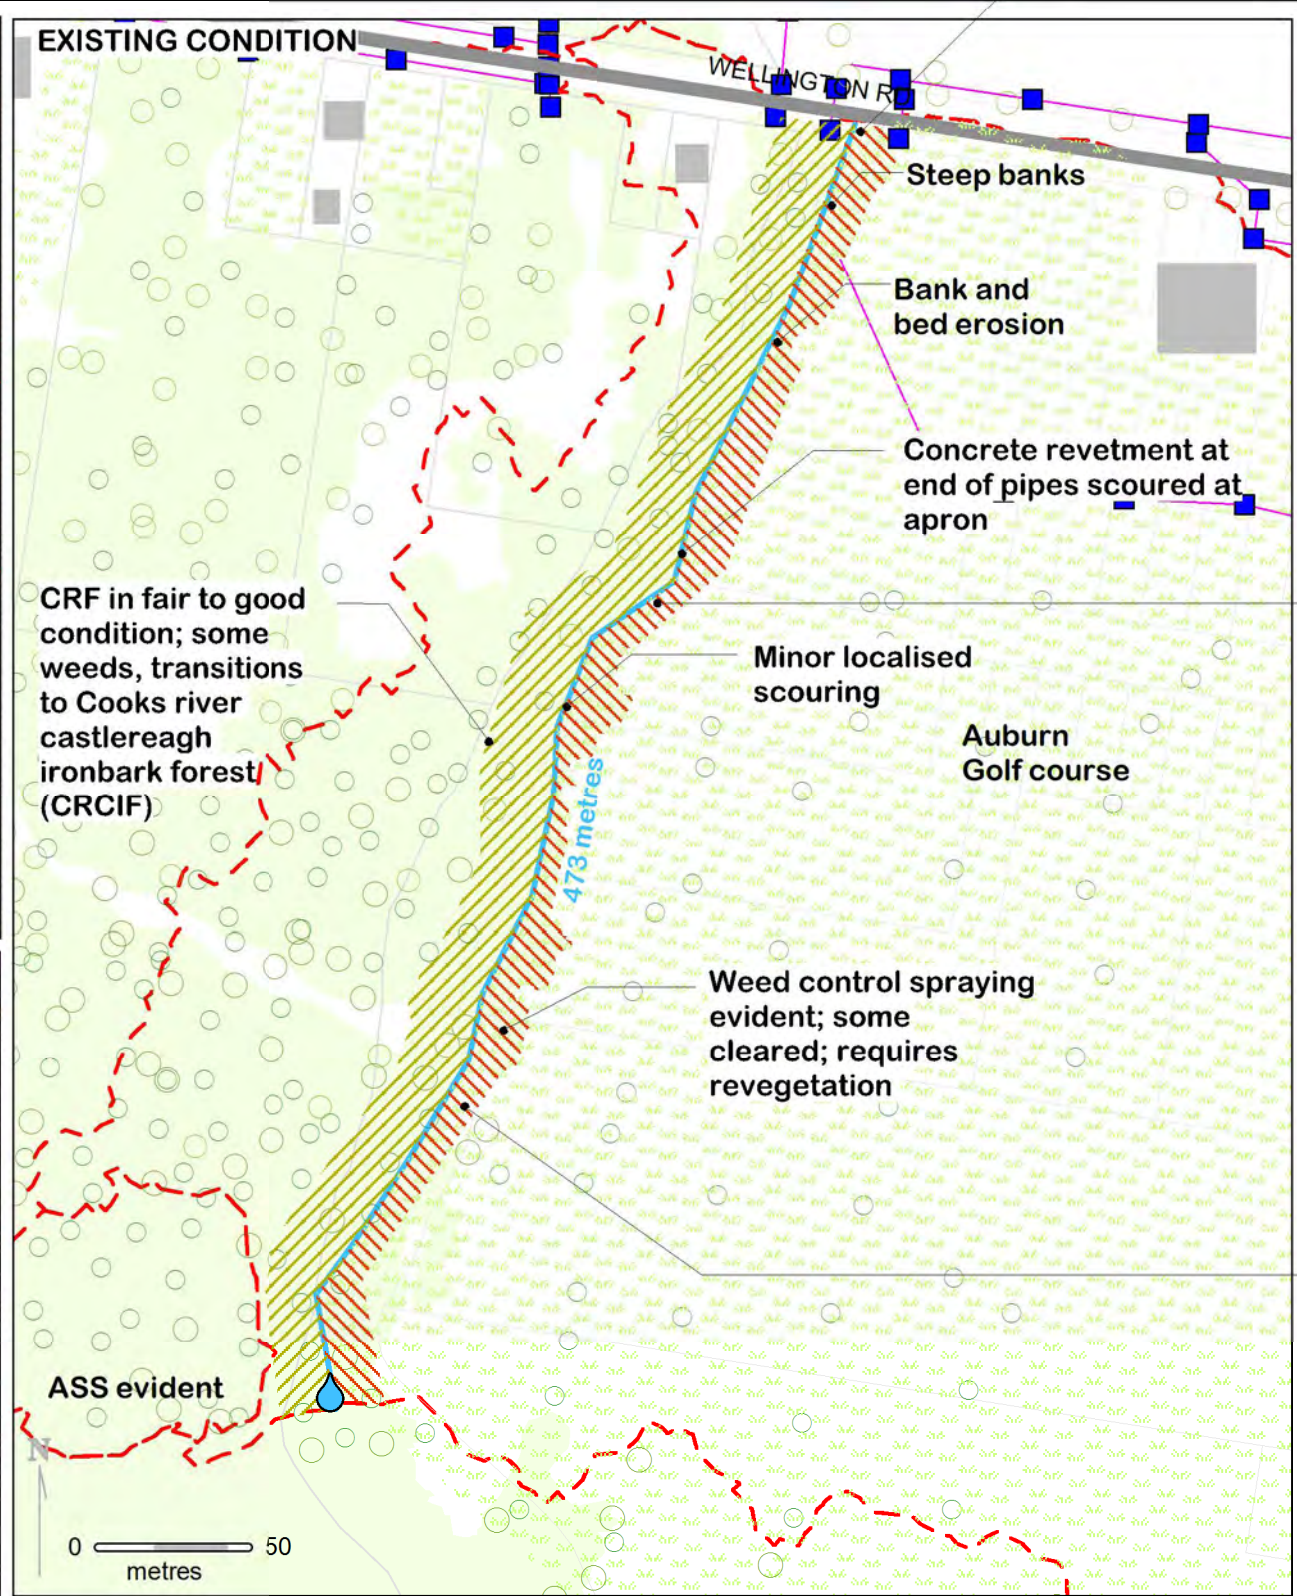 EXISTING CONDITION
WELLINGTON RD
Steep banks
Bank and
bed erosion
Concrete revetment at
end of pipes scoured at
apron
CRF in fair to good
condition; some
weeds, transitions
to Cooks river
castlereagh
ironbark forest
(CRCIF)
Minor localised
scouring
Auburn
Golf course
473 metres
Weed control spraying
evident; some
cleared; requires
revegetation
ASS evident
N
0 50
metres